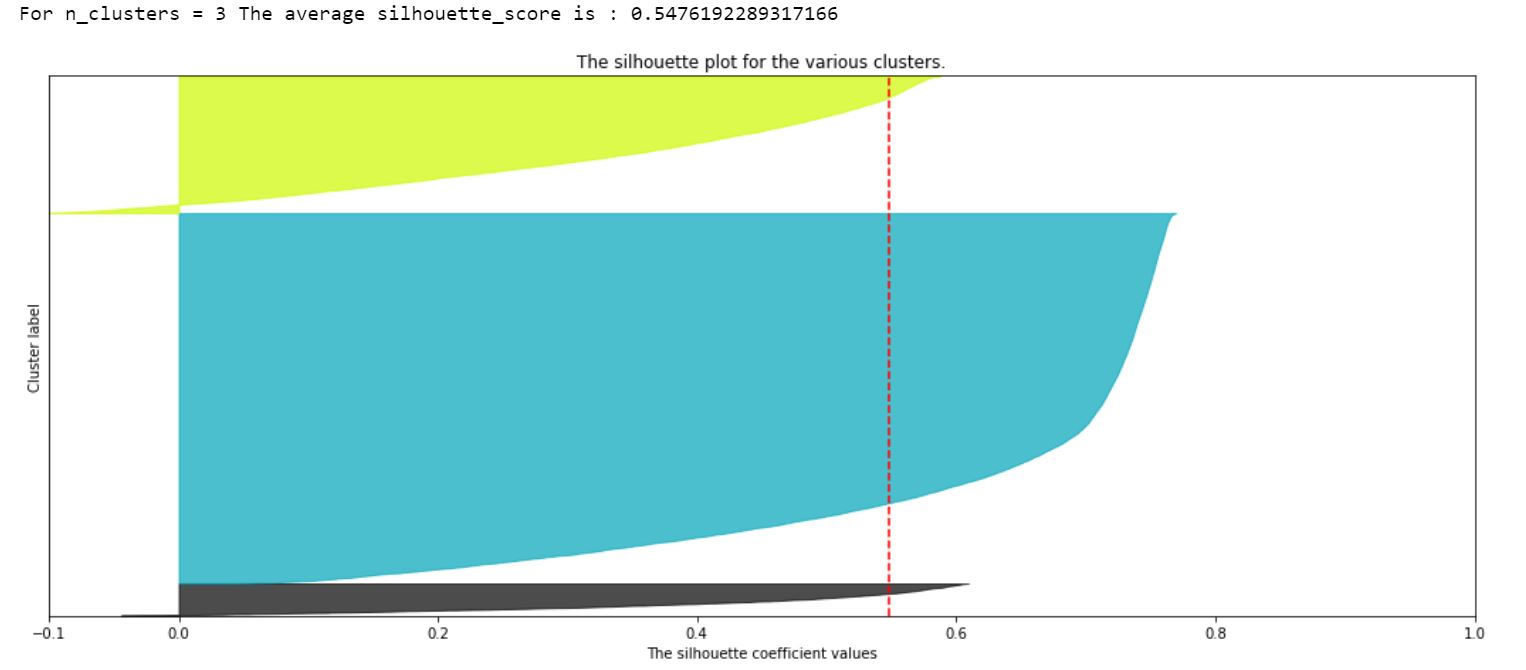 For n_clusters = 3 The average silhouette_score is : 0.5476192289317166
The silhouette plot for the various clusters.
Cluster label
−0.1 0.0 0.2 0.4 0.6 0.8 1.0
The silhouette coefficient values